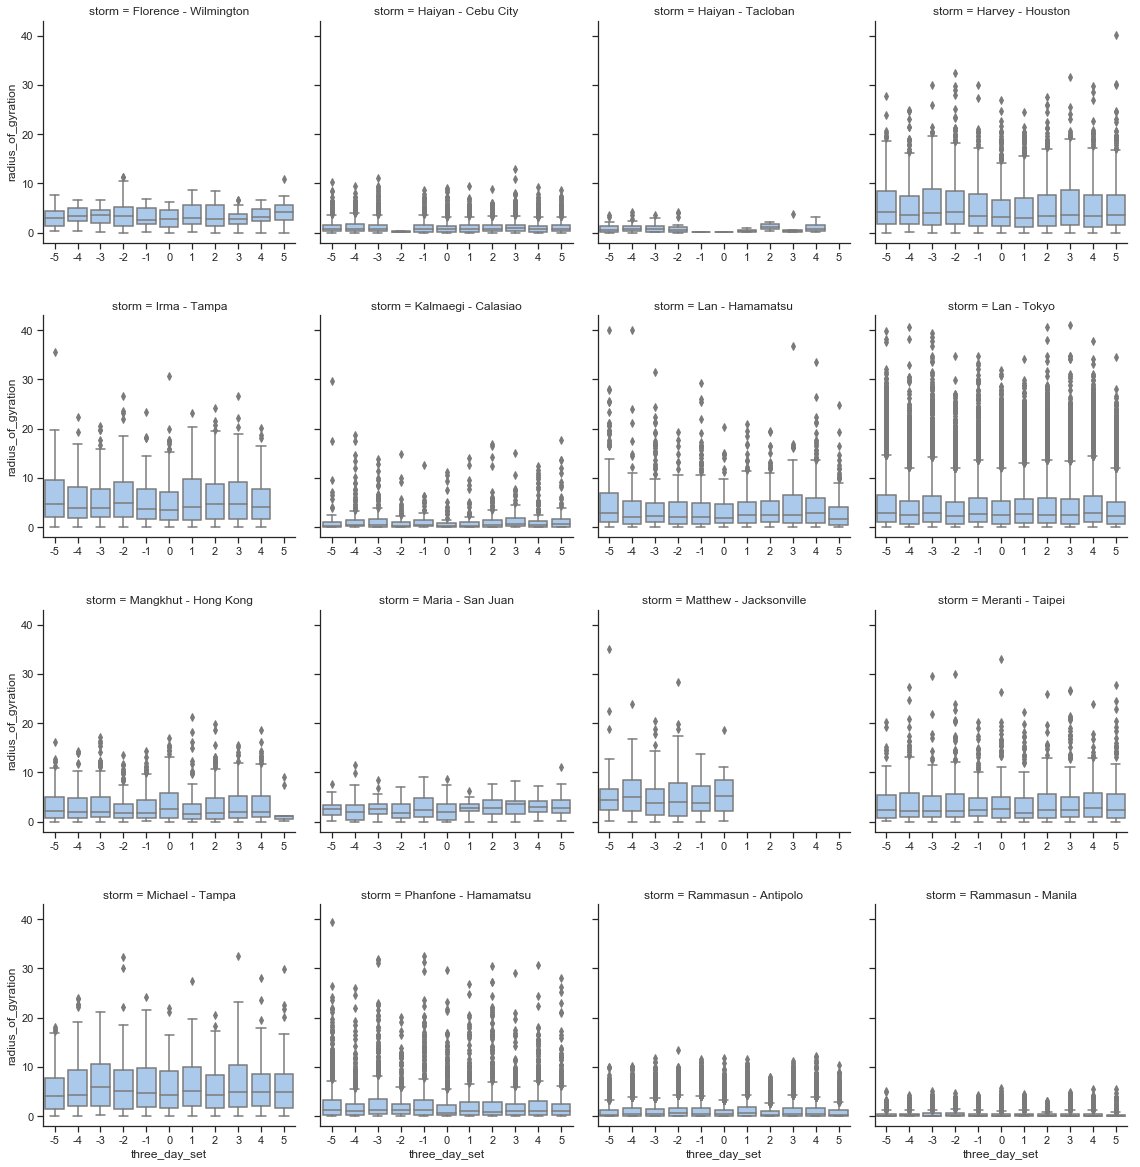 storm = Florence - Wilmington
storm = Haiyan - Cebu City
storm = Haiyan - Tacloban
storm = Harvey - Houston
40
30
20
10
0
radius_of_gyration
-5 -4 -3 -2 -1 0 1 2 3 4 5
-5 -4 -3 -2 -1 0 1 2 3 4 5
-5 -4 -3 -2 -1 0 1 2 3 4 5
-5 -4 -3 -2 -1 0 1 2 3 4 5
storm = Irma - Tampa
storm = Kalmaegi - Calasiao
storm = Lan - Hamamatsu
storm = Lan - Tokyo
40
30
20
10
0
radius_of_gyration
-5 -4 -3 -2 -1 0 1 2 3 4 5
-5 -4 -3 -2 -1 0 1 2 3 4 5
-5 -4 -3 -2 -1 0 1 2 3 4 5
-5 -4 -3 -2 -1 0 1 2 3 4 5
storm = Mangkhut - Hong Kong
storm = Maria - San Juan
storm = Matthew - Jacksonville
storm = Meranti - Taipei
40
30
20
10
0
radius_of_gyration
-5 -4 -3 -2 -1 0 1 2 3 4 5
-5 -4 -3 -2 -1 0 1 2 3 4 5
-5 -4 -3 -2 -1 0 1 2 3 4 5
-5 -4 -3 -2 -1 0 1 2 3 4 5
storm = Michael - Tampa
storm = Phanfone - Hamamatsu
storm = Rammasun - Antipolo
storm = Rammasun - Manila
40
30
20
10
0
radius_of_gyration
-5 -4 -3 -2 -1 0 1 2 3 4 5
-5 -4 -3 -2 -1 0 1 2 3 4 5
-5 -4 -3 -2 -1 0 1 2 3 4 5
-5 -4 -3 -2 -1 0 1 2 3 4 5
three_day_set
three_day_set
three_day_set
three_day_set